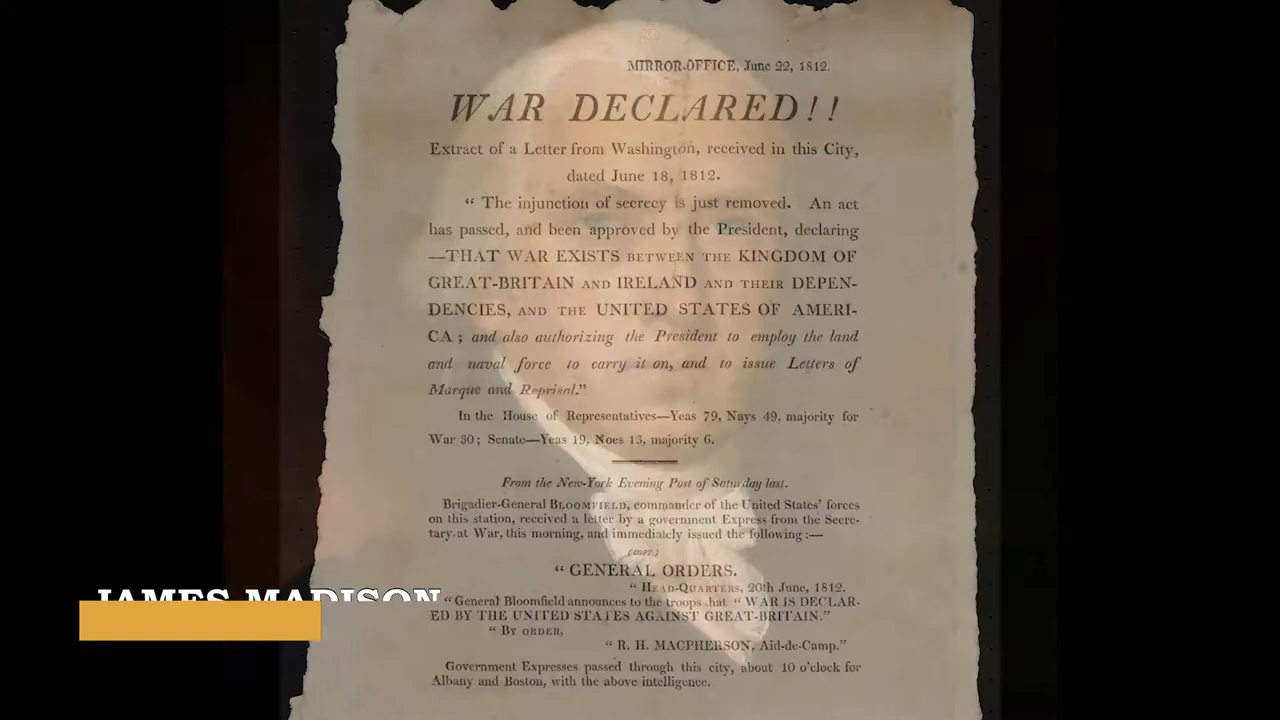 MIRROR-OFFICE, June 22, 1812.
WAR DECLARED!!
Extract of a Letter from Washington, received in this City,
dated June 18, 1812.
“ The injunction of secrecy is just removed. An act
has passed, and been approved by the President, declaring
—THAT WAR EXISTS BETWEEN THE KINGDOM OF
GREAT-BRITAIN AND IRELAND AND THEIR DEPEN-
DENCIES, AND THE UNITED STATES OF AMERI-
CA ; and also authorizing the President to employ the land
and naval force to carry it on, and to issue Letters of
Marque and Reprisal.”
In the House of Representatives—Yeas 79, Nays 49, majority for
War 30 ; Senate—Yeas 19, Noes 13, majority 6.
From the New-York Evening Post of Saturday last.
Brigadier-General BLOOMFIELD, commander of the United States’ forces
on this station, received a letter by a government Express from the Secre-
tary at War, this morning, and immediately issued the following :—
(COPY.)
“ GENERAL ORDERS.
“ HEAD-QUARTERS, 20th June, 1812.
“ General Bloomfield announces to the troops that “ WAR IS DECLAR-
ED BY THE UNITED STATES AGAINST GREAT-BRITAIN.”
“ BY ORDER,
“ R. H. MACPHERSON, Aid-de-Camp.”
Government Expresses passed through this city, about 10 o’clock for
Albany and Boston, with the above intelligence.
JAMES MADISON